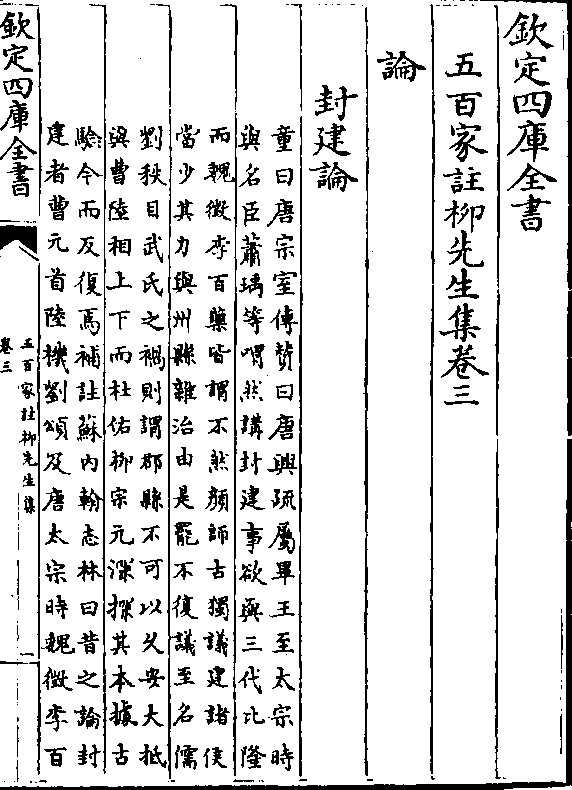 欽定四庫全書
五百家註柳先生集卷三
論
封建論
童曰唐宗室傳賛曰唐興疏屬畢王至太宗時
與名臣蕭瑀等喟然講封建事欲與三代比隆
而魏徴李百藥皆謂不然顔師古獨議建諸侯
當少其力與州縣雜治由是罷不復議至名儒
劉秩目武氏之禍則謂郡縣不可以久安大抵
與曹陸相上下而杜佑柳宗元深探其本據古
驗今而反復焉補註蘇内翰志林曰昔之論封
建者曹元首陸機劉頌及唐太宗時魏徴李百
欽定四庫全書
五百家註柳先生集
卷三
一